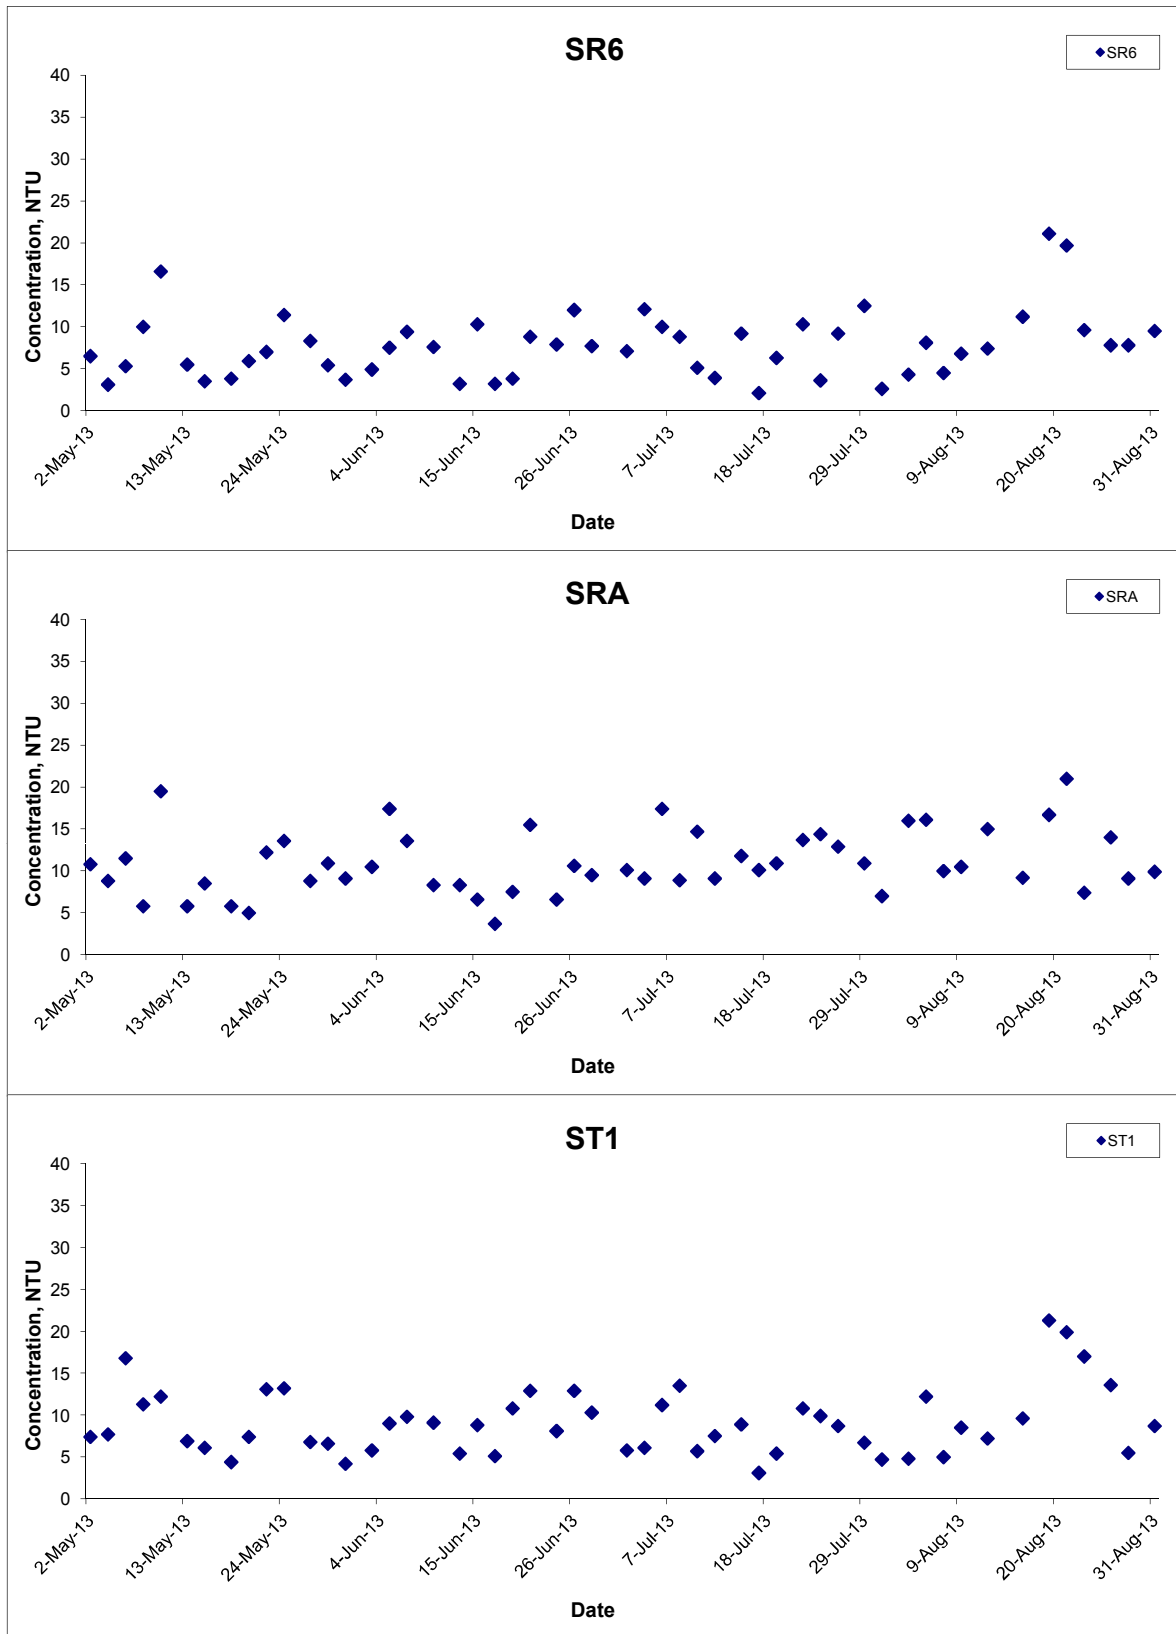 SR6
SR6
Concentration, NTU
40
35
30
25
20
15
10
5
0
2-May-13
13-May-13
24-May-13
4-Jun-13
15-Jun-13
26-Jun-13
7-Jul-13
18-Jul-13
29-Jul-13
9-Aug-13
20-Aug-13
31-Aug-13
Date
SRA
SRA
Concentration, NTU
40
35
30
25
20
15
10
5
0
2-May-13
13-May-13
24-May-13
4-Jun-13
15-Jun-13
26-Jun-13
7-Jul-13
18-Jul-13
29-Jul-13
9-Aug-13
20-Aug-13
31-Aug-13
Date
ST1
ST1
Concentration, NTU
40
35
30
25
20
15
10
5
0
2-May-13
13-May-13
24-May-13
4-Jun-13
15-Jun-13
26-Jun-13
7-Jul-13
18-Jul-13
29-Jul-13
9-Aug-13
20-Aug-13
31-Aug-13
Date